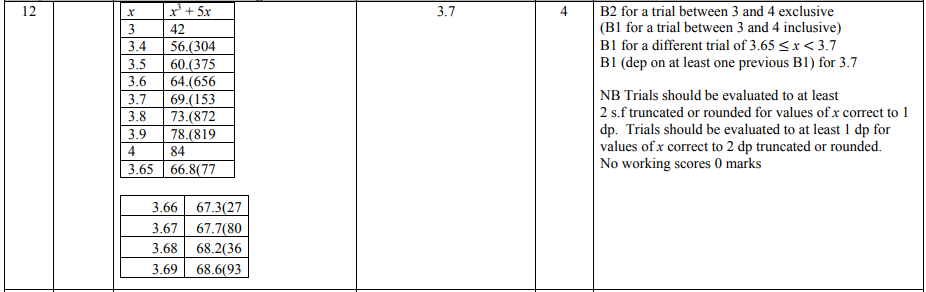 12
x x³ + 5x
3 42
3.4 56.(304
3.5 60.(375
3.6 64.(656
3.7 69.(153
3.8 73.(872
3.9 78.(819
4 84
3.65 66.8(77
3.66 67.3(27
3.67 67.7(80
3.68 68.2(36
3.69 68.6(93
3.7
4
B2 for a trial between 3 and 4 exclusive
(B1 for a trial between 3 and 4 inclusive)
B1 for a different trial of 3.65 ≤ x < 3.7
B1 (dep on at least one previous B1) for 3.7
NB Trials should be evaluated to at least
2 s.f truncated or rounded for values of x correct to 1
dp. Trials should be evaluated to at least 1 dp for
values of x correct to 2 dp truncated or rounded.
No working scores 0 marks